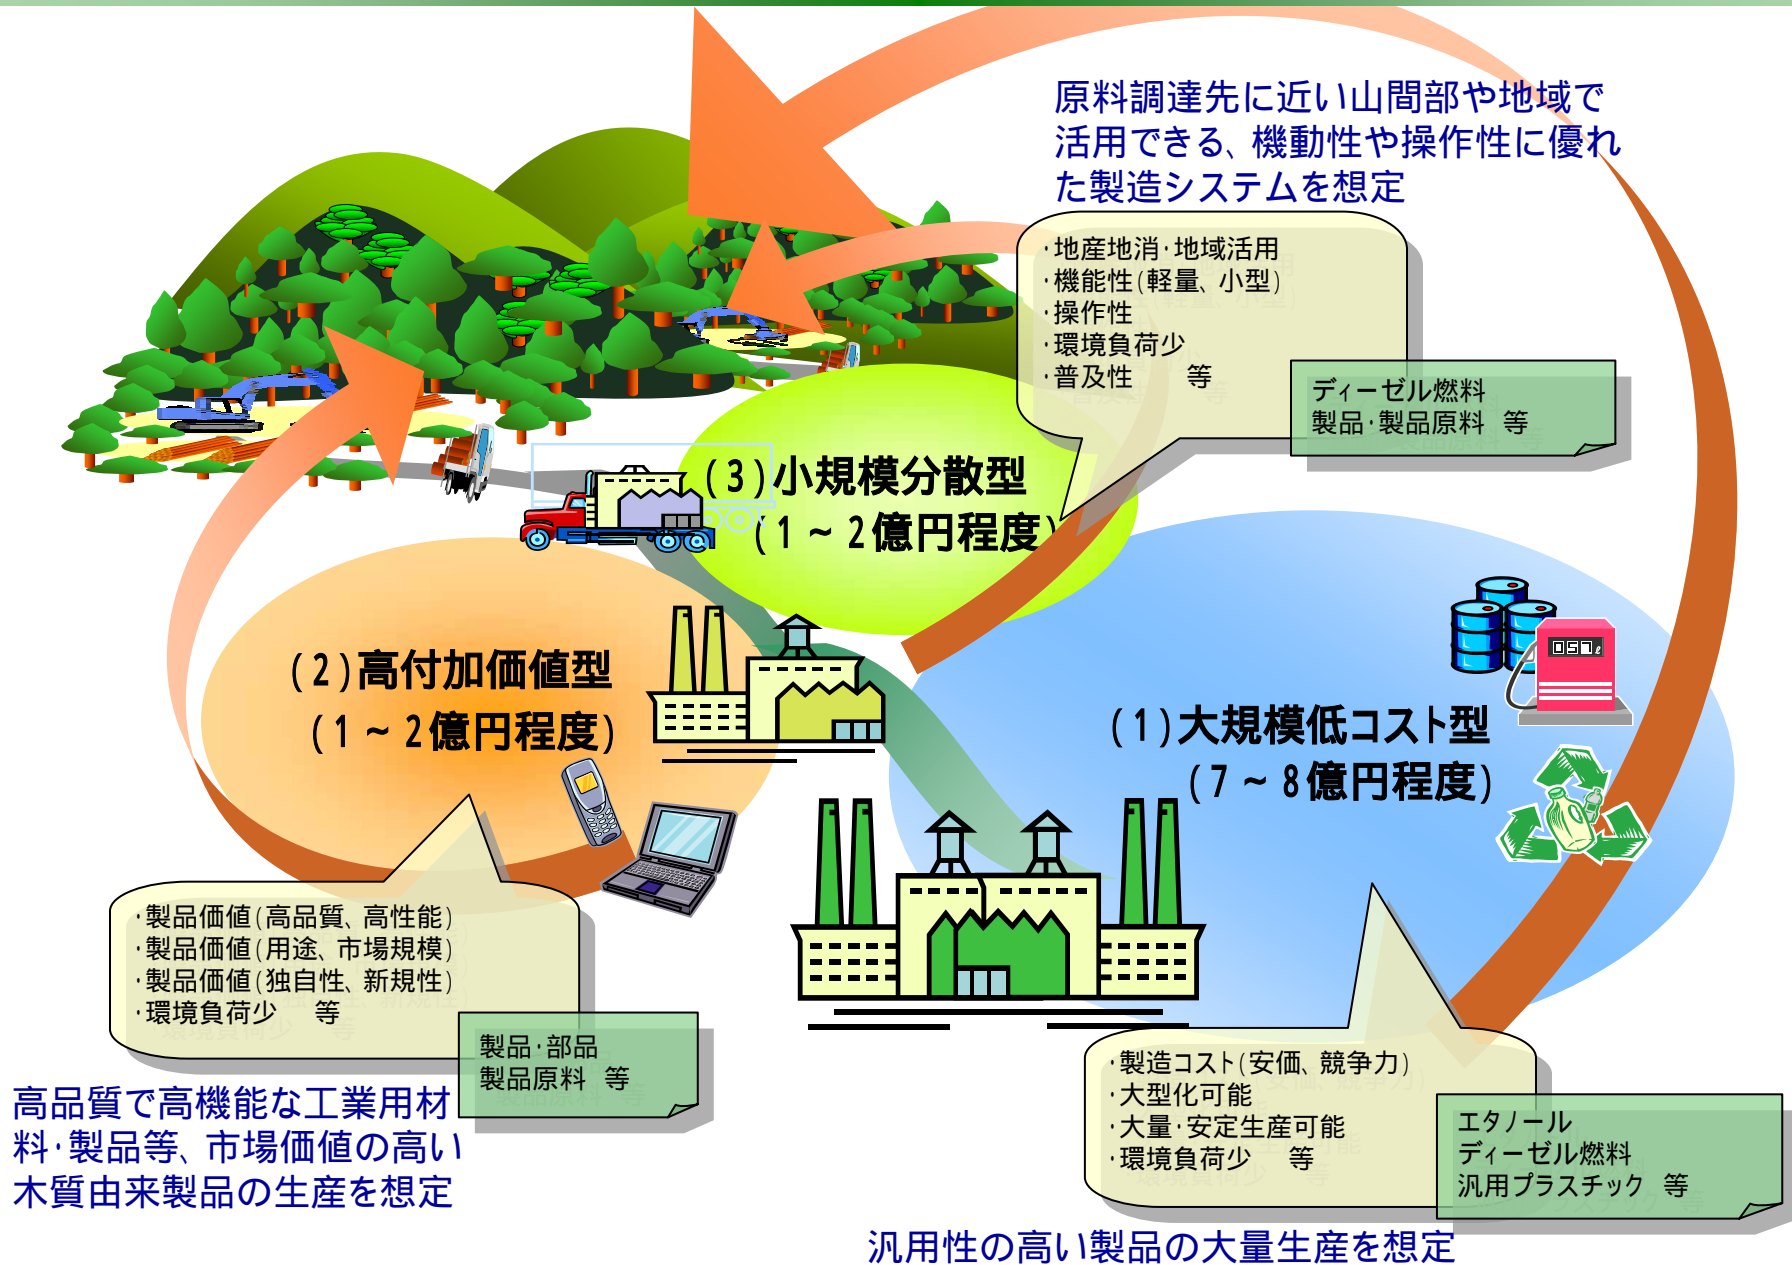 原料調達先に近い山間部や地域で
活用できる、機動性や操作性に優れ
た製造システムを想定
・地産地消・地域活用
・機能性(軽量、小型)
・操作性
・環境負荷少
・普及性　等
ディーゼル燃料
製品・製品原料 等
(3)小規模分散型
(1~2億円程度)
(2)高付加価値型
(1~2億円程度)
(1)大規模低コスト型
(7~8億円程度)
・製品価値(高品質、高性能)
・製品価値(用途、市場規模)
・製品価値(独自性、新規性)
・環境負荷少　等
製品・部品
製品原料 等
高品質で高機能な工業用材
料・製品等、市場価値の高い
木質由来製品の生産を想定
・製造コスト(安価、競争力)
・大型化可能
・大量・安定生産可能
・環境負荷少　等
エタノール
ディーゼル燃料
汎用プラスチック 等
汎用性の高い製品の大量生産を想定